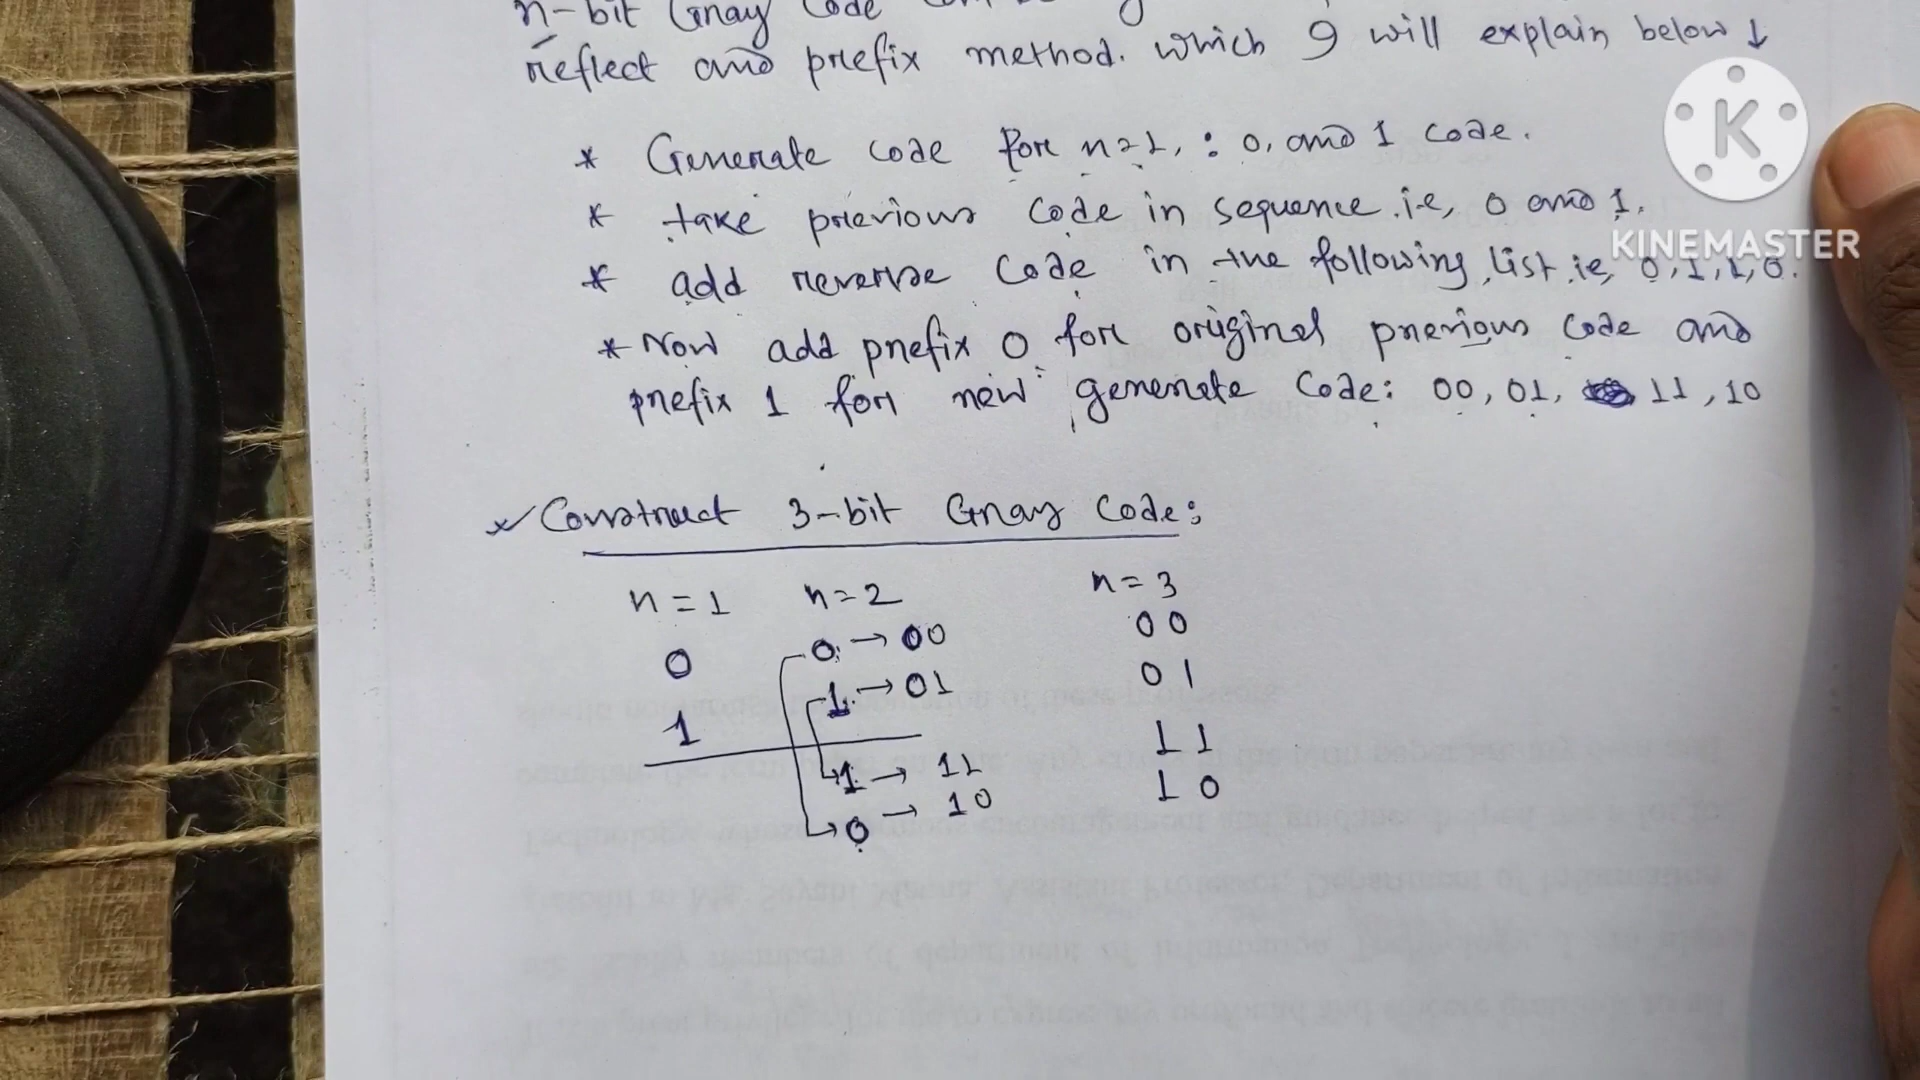 n-bit Gray Code
reflect and prefix method. which I will explain below ↓
* Generate code for n=1, : 0, and 1 code.
* take previous code in sequence .i.e, 0 and 1.
* add reverse code in the following list i.e, 0,1,1,0.
* Now add prefix 0 for original previous code and
prefix 1 for new generate code: 00, 01, 11, 10
Construct 3-bit Gray Code:
n = 1 n = 2 n = 3
0 0 → 00 00
1 1 → 01 01
1 → 11 11
0 → 10 10
K
KINEMASTER